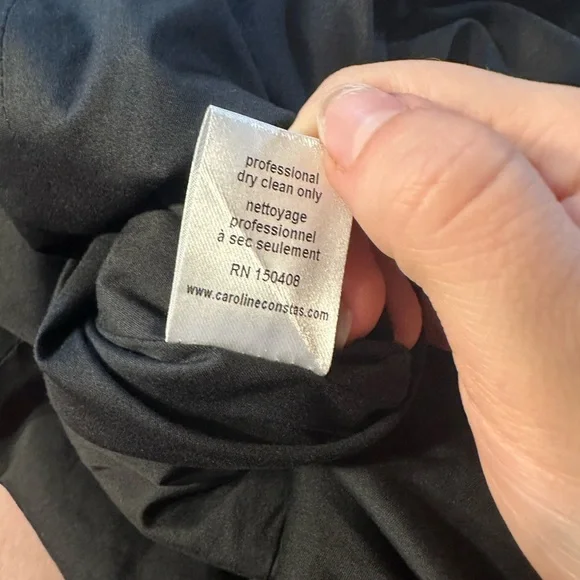 professional
dry clean only
nettoyage
professionnel
à sec seulement
RN 150408
www.carolineconstas.com